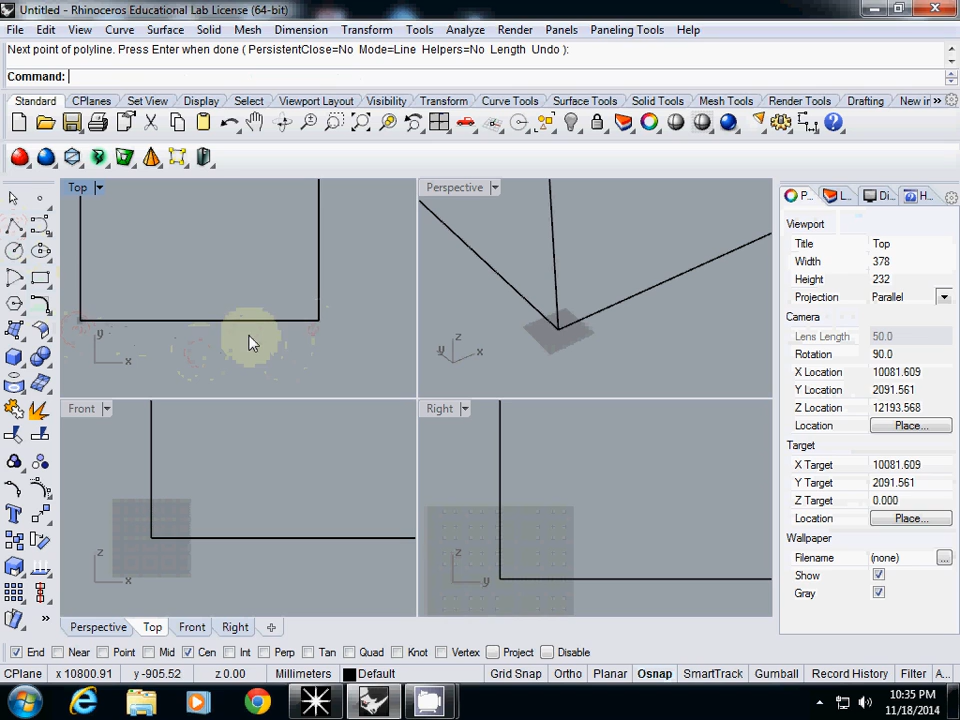 Untitled - Rhinoceros Educational Lab License (64-bit)
File Edit View Curve Surface Solid Mesh Dimension Transform Tools Analyze Render Panels Paneling Tools Help
Next point of polyline. Press Enter when done ( PersistentClose=No Mode=Line Helpers=No Length Undo ):
Command:
Standard CPlanes Set View Display Select Viewport Layout Visibility Transform Curve Tools Surface Tools Solid Tools Mesh Tools Render Tools Drafting New in »
Top Perspective
P... L... Di... H...
Viewport
Title Top
Width 378
Height 232
Projection Parallel
Camera
Lens Length 50.0
Rotation 90.0
X Location 10081.609
Y Location 2091.561
Z Location 12193.568
Location Place...
Target
X Target 10081.609
Y Target 2091.561
Z Target 0.000
Location Place...
Wallpaper
Filename (none) ...
Show
Gray
y x
z y x
Front Right
z x
z y
Perspective Top Front Right
End Near Point Mid Cen Int Perp Tan Quad Knot Vertex Project Disable
CPlane x 10800.91 y -905.52 z 0.00 Millimeters Default Grid Snap Ortho Planar Osnap SmartTrack Gumball Record History Filter A...
10:35 PM
11/18/2014